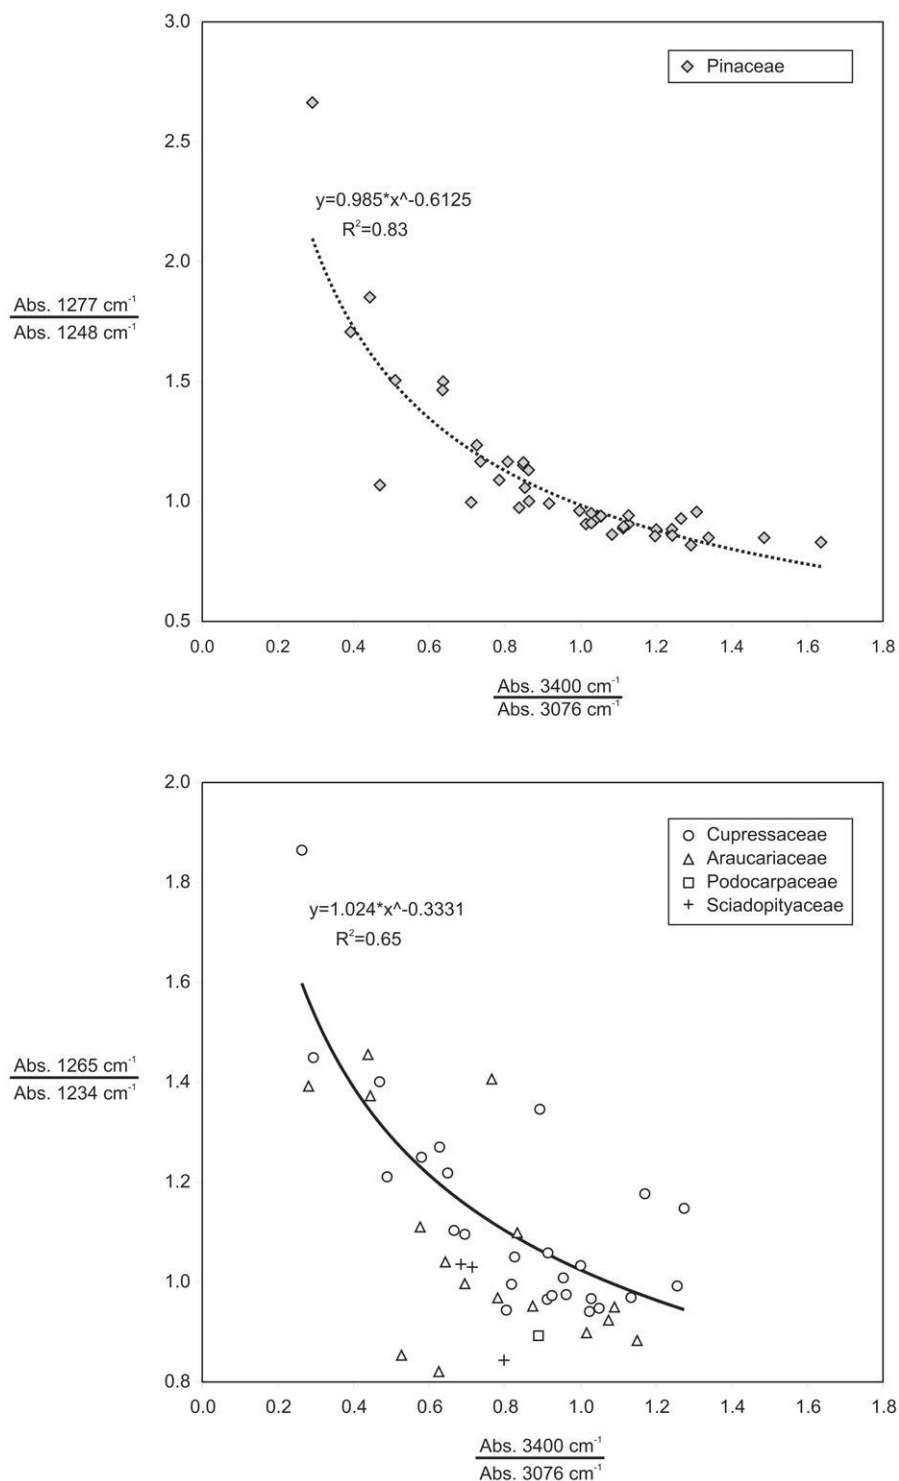 3.0
Pinaceae
2.5
y=0.985*x^-0.6125
R²=0.83
2.0
Abs. 1277 cm⁻¹
Abs. 1248 cm⁻¹
1.5
1.0
0.5
0.0 0.4 0.6 0.8 1.0 1.2 1.4 1.6 1.8
Abs. 3400 cm⁻¹
Abs. 3076 cm⁻¹
2.0
Cupressaceae
Araucariaceae
Podocarpaceae
Sciadopityaceae
1.8
y=1.024*x^-0.3331
R²=0.65
1.6
Abs. 1265 cm⁻¹
Abs. 1234 cm⁻¹
1.4
1.2
1.0
0.8
0.0 0.4 0.6 0.8 1.0 1.2 1.4 1.6 1.8
Abs. 3400 cm⁻¹
Abs. 3076 cm⁻¹